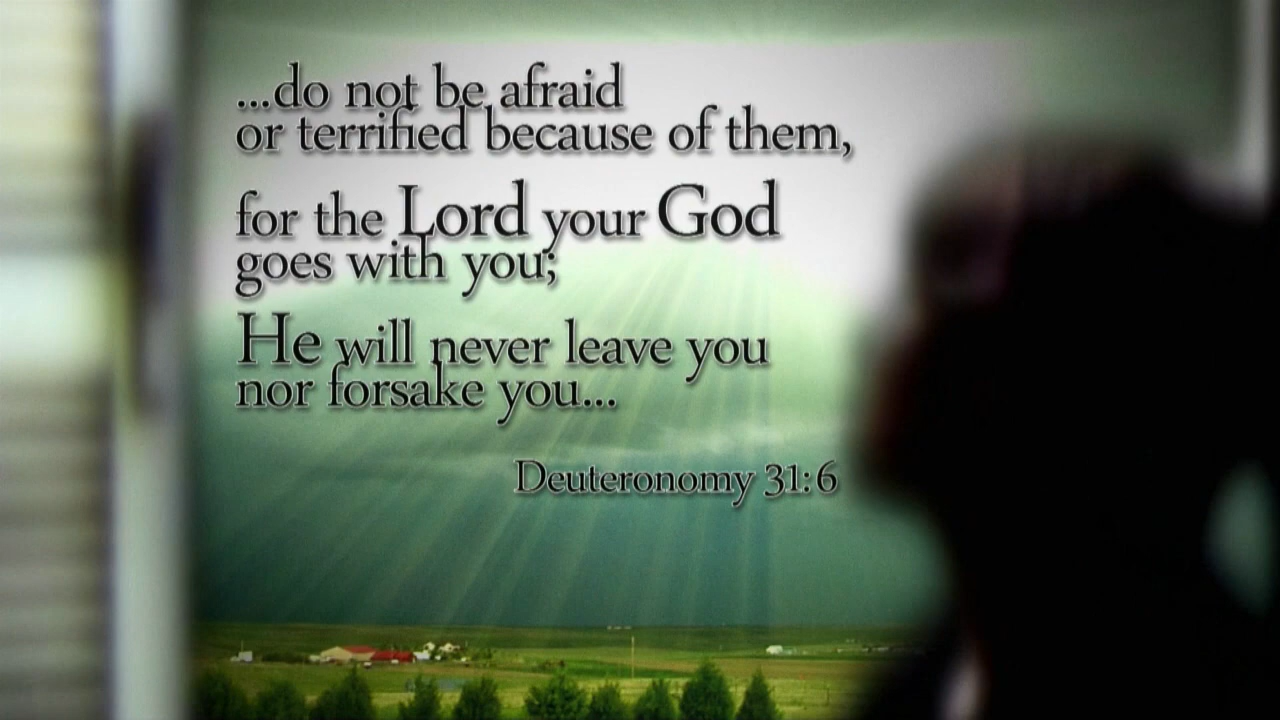 ...do not be afraid
or terrified because of them,
for the Lord your God
goes with you;
He will never leave you
nor forsake you...
Deuteronomy 31:6